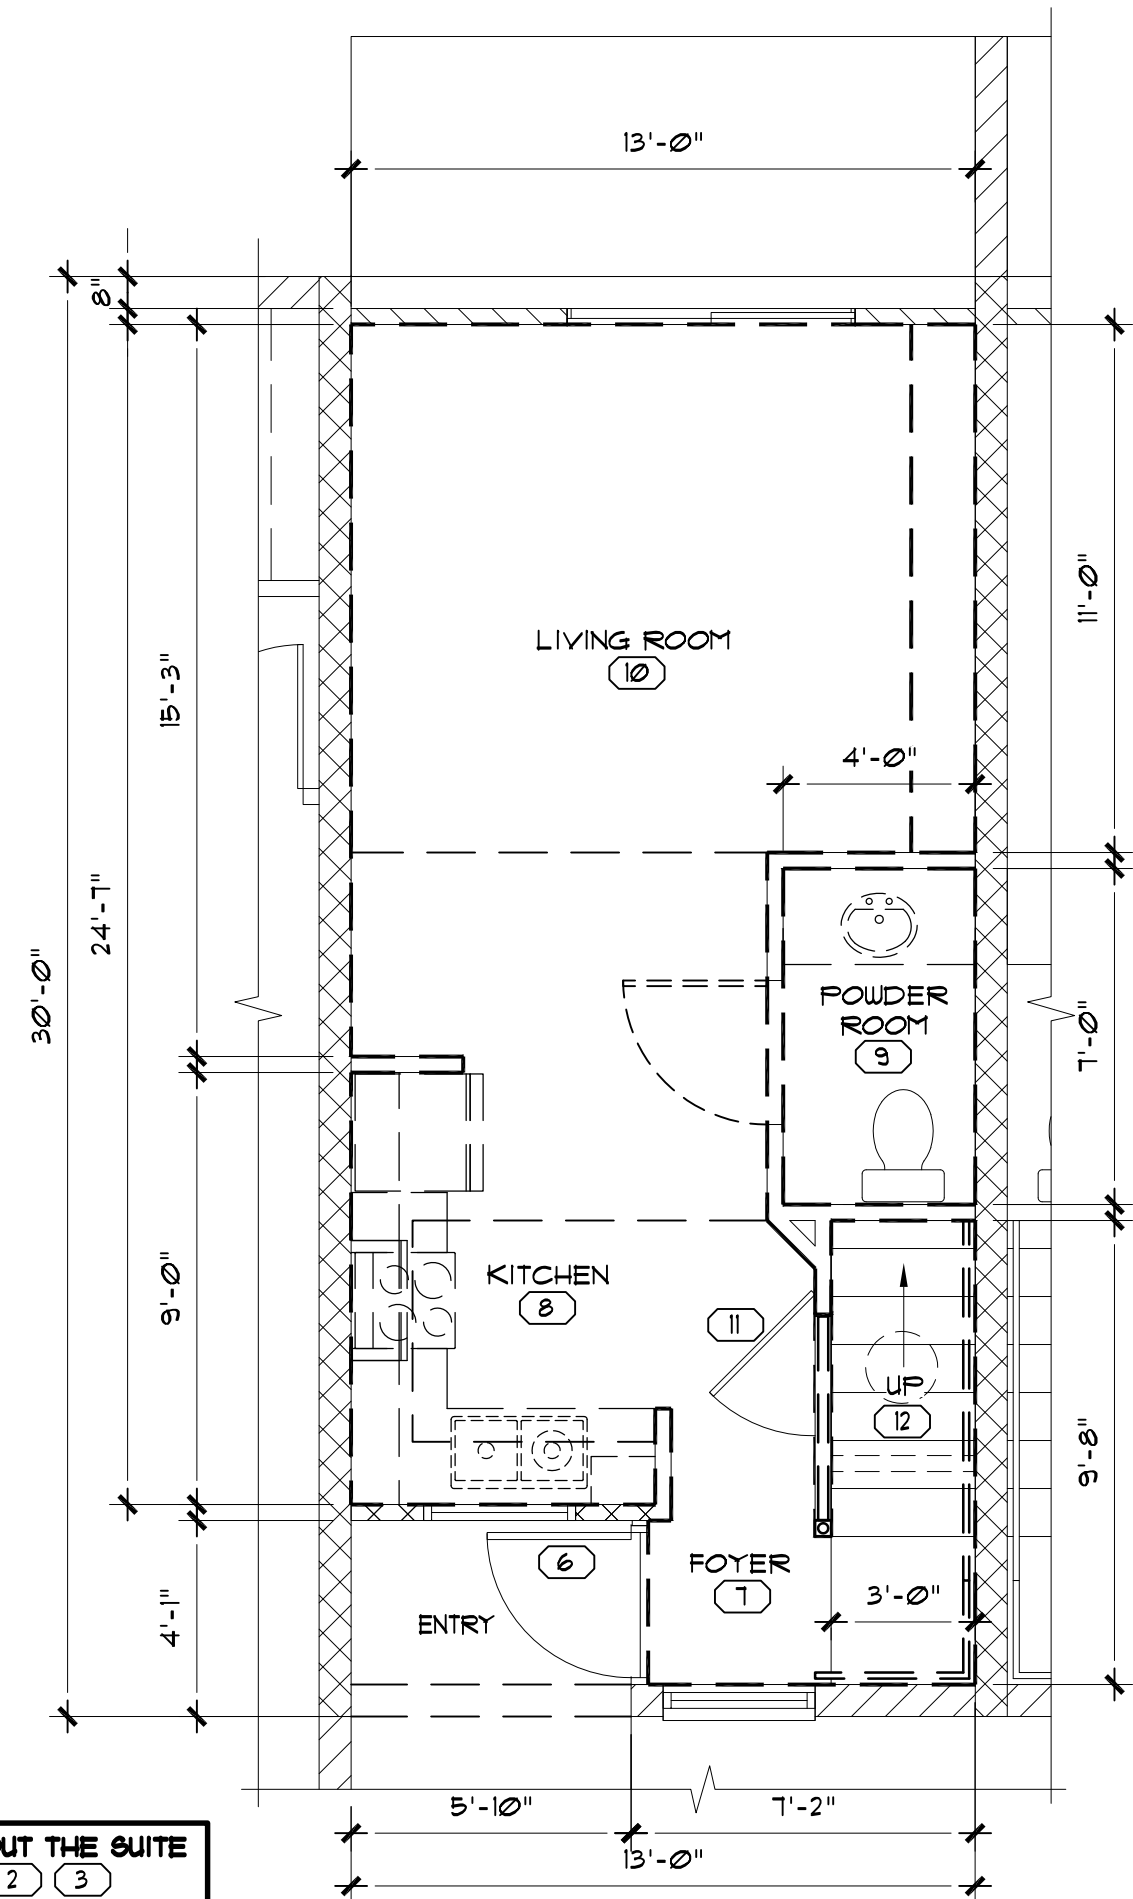 13'-0"
8"
LIVING ROOM
10
11'-0"
15'-3"
4'-0"
24'-7"
30'-0"
POWDER
ROOM
9
7'-0"
9'-0"
KITCHEN
8
11
UP
12
9'-8"
6
FOYER
7
3'-0"
4'-1"
ENTRY
5'-10"
7'-2"
13'-0"
OUT THE SUITE
2 3